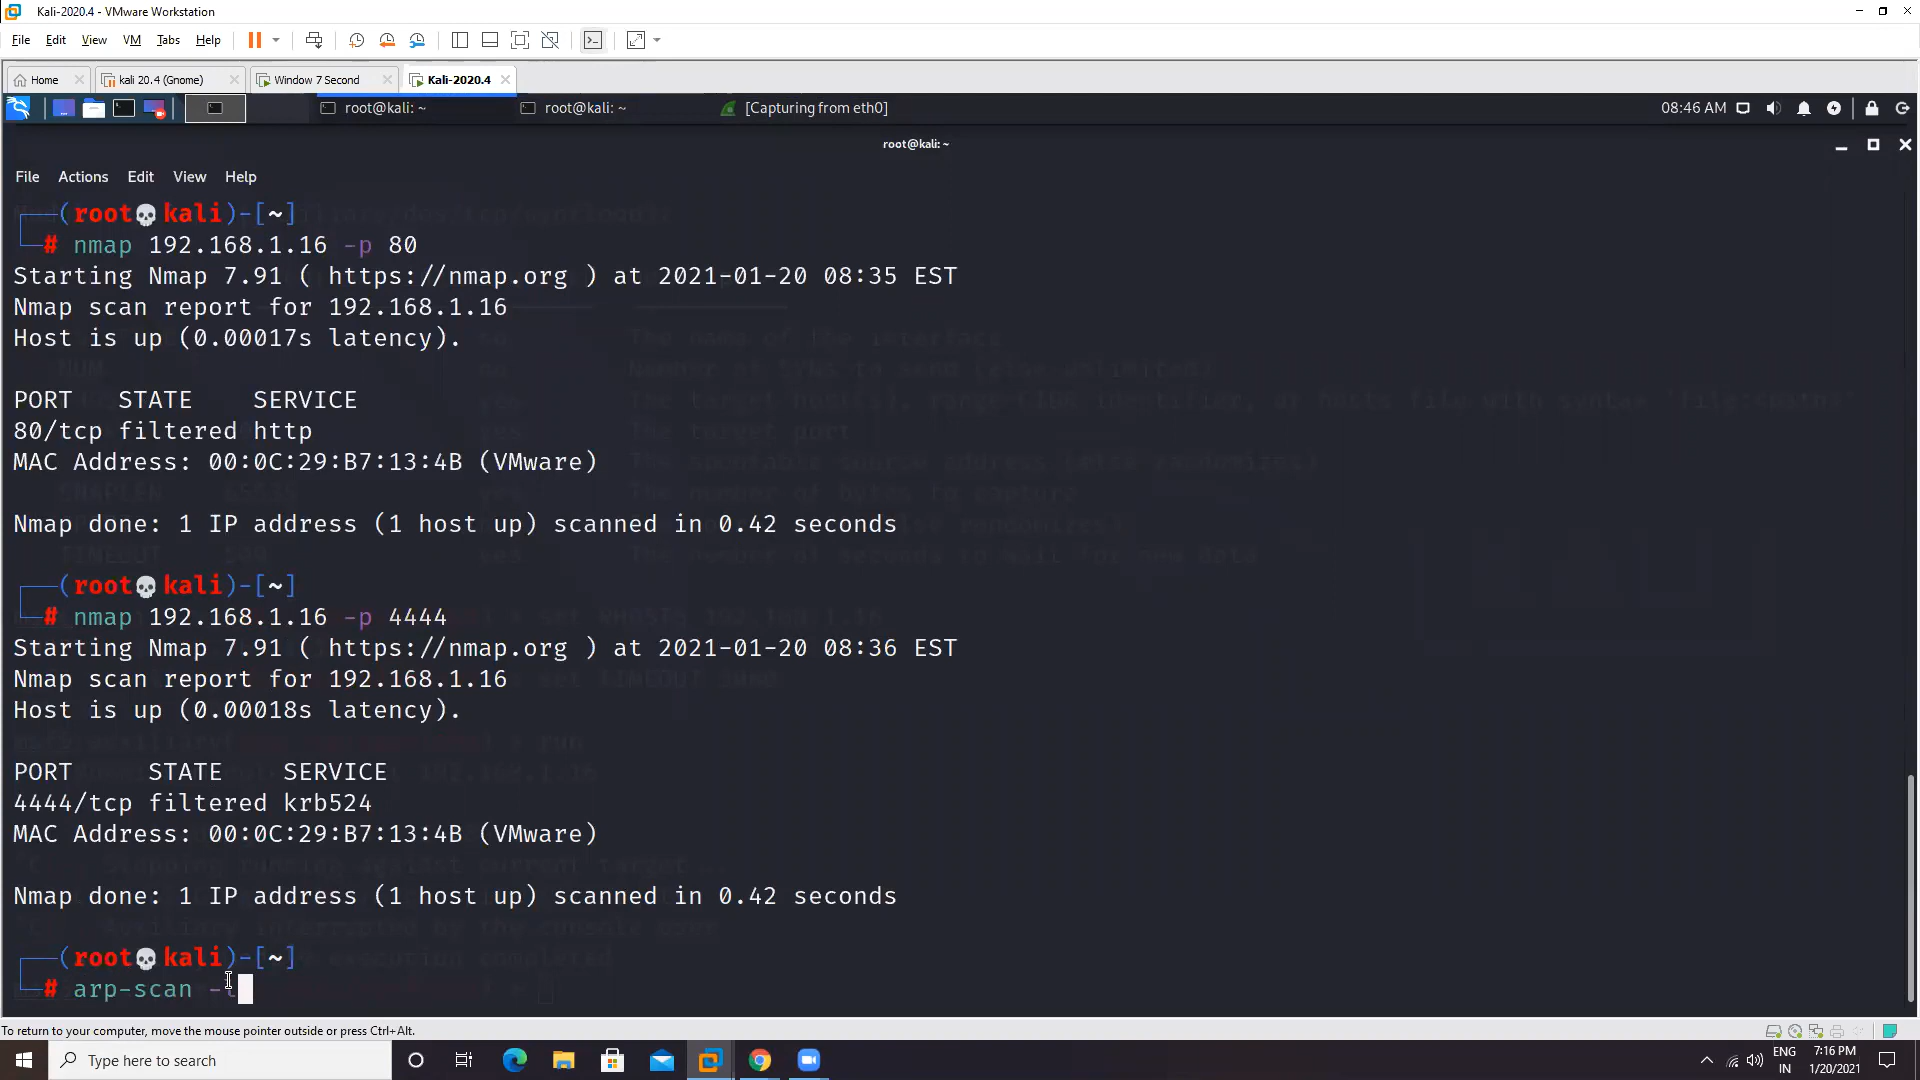 Kali-2020.4 - VMware Workstation
File Edit View VM Tabs Help
Home kali 20.4 (Gnome) Window 7 Second Kali-2020.4
root@kali: ~ root@kali: ~ [Capturing from eth0] 08:46 AM
root@kali: ~
File Actions Edit View Help
(root💀kali)-[~]
# nmap 192.168.1.16 -p 80
Starting Nmap 7.91 ( https://nmap.org ) at 2021-01-20 08:35 EST
Nmap scan report for 192.168.1.16
Host is up (0.00017s latency).
PORT STATE SERVICE
80/tcp filtered http
MAC Address: 00:0C:29:B7:13:4B (VMware)
Nmap done: 1 IP address (1 host up) scanned in 0.42 seconds
(root💀kali)-[~]
# nmap 192.168.1.16 -p 4444
Starting Nmap 7.91 ( https://nmap.org ) at 2021-01-20 08:36 EST
Nmap scan report for 192.168.1.16
Host is up (0.00018s latency).
PORT STATE SERVICE
4444/tcp filtered krb524
MAC Address: 00:0C:29:B7:13:4B (VMware)
Nmap done: 1 IP address (1 host up) scanned in 0.42 seconds
(root💀kali)-[~]
# arp-scan -l
To return to your computer, move the mouse pointer outside or press Ctrl+Alt.
Type here to search
ENG 7:16 PM
IN 1/20/2021